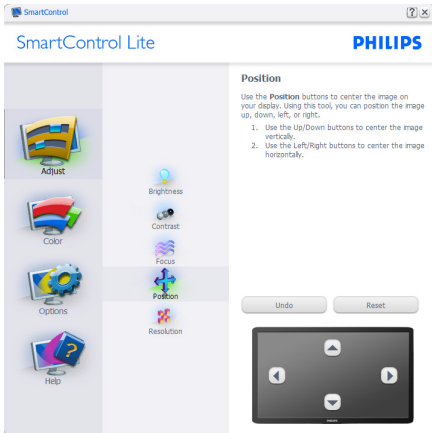 SmartControl
SmartControl Lite
PHILIPS
Adjust
Color
Options
Help
Brightness
Contrast
Focus
Position
Resolution
Position
Use the Position buttons to center the image on
your display. Using this tool, you can position the image
up, down, left, or right.
1. Use the Up/Down buttons to center the image
vertically.
2. Use the Left/Right buttons to center the image
horizontally.
Undo
Reset
PHILIPS